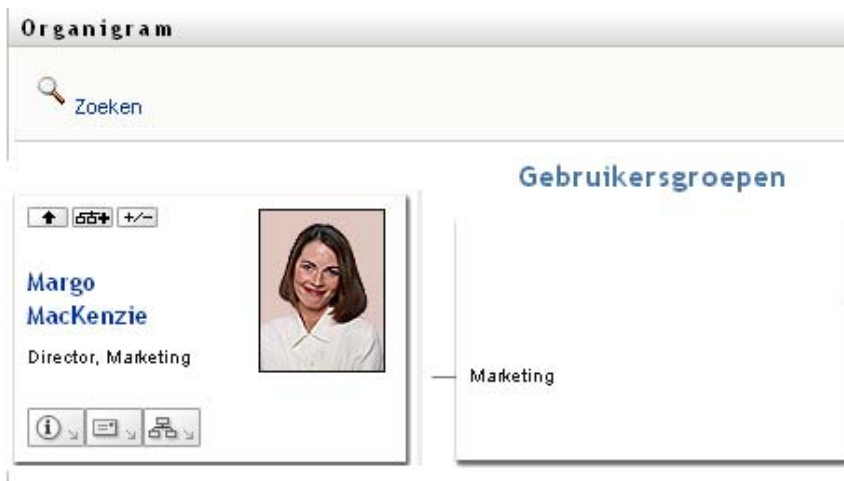 Organigram
Zoeken
Gebruikersgroepen
+/-
Margo
MacKenzie
Director, Marketing
Marketing